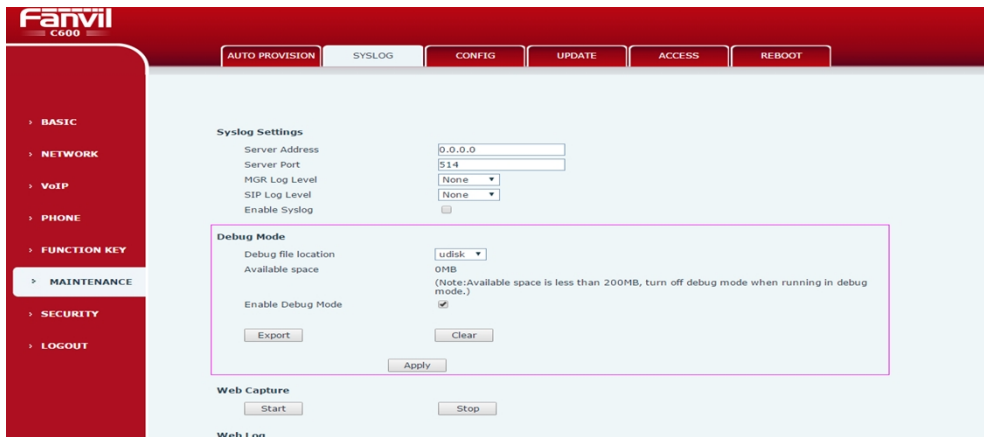 Fanvil
C600
AUTO PROVISION SYSLOG CONFIG UPDATE ACCESS REBOOT
› BASIC
› NETWORK
› VoIP
› PHONE
› FUNCTION KEY
> MAINTENANCE
› SECURITY
› LOGOUT
Syslog Settings
Server Address 0.0.0.0
Server Port 514
MGR Log Level None
SIP Log Level None
Enable Syslog
Debug Mode
Debug file location udisk
Available space 0MB
(Note:Available space is less than 200MB, turn off debug mode when running in debug
mode.)
Enable Debug Mode
Export Clear
Apply
Web Capture
Start Stop
Web Log